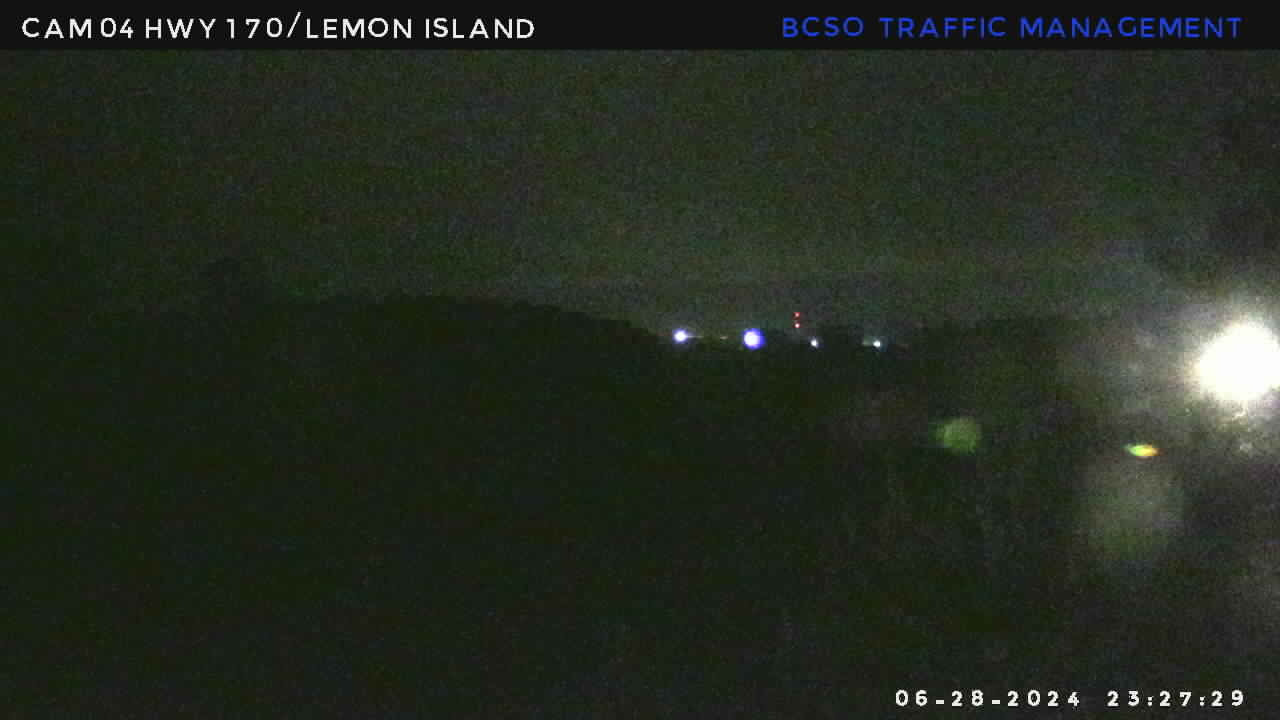 CAM 04 HWY 170/LEMON ISLAND
BCSO TRAFFIC MANAGEMENT
06-28-2024 23:27:29